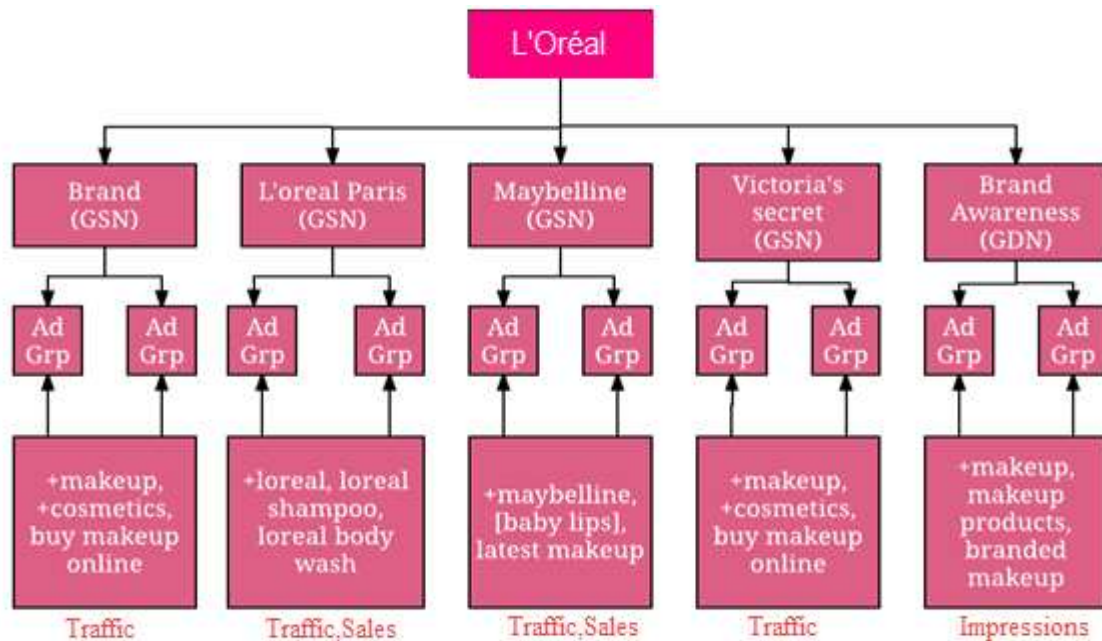 L'Oréal
Brand
(GSN)
L'oreal Paris
(GSN)
Maybelline
(GSN)
Victoria's
secret
(GSN)
Brand
Awareness
(GDN)
Ad
Grp
Ad
Grp
Ad
Grp
Ad
Grp
Ad
Grp
Ad
Grp
Ad
Grp
Ad
Grp
Ad
Grp
Ad
Grp
+makeup,
+cosmetics,
buy makeup
online
+loreal, loreal
shampoo,
loreal body
wash
+maybelline,
[baby lips],
latest makeup
+makeup,
+cosmetics,
buy makeup
online
+makeup,
makeup
products,
branded
makeup
Traffic
Traffic,Sales
Traffic,Sales
Traffic
Impressions